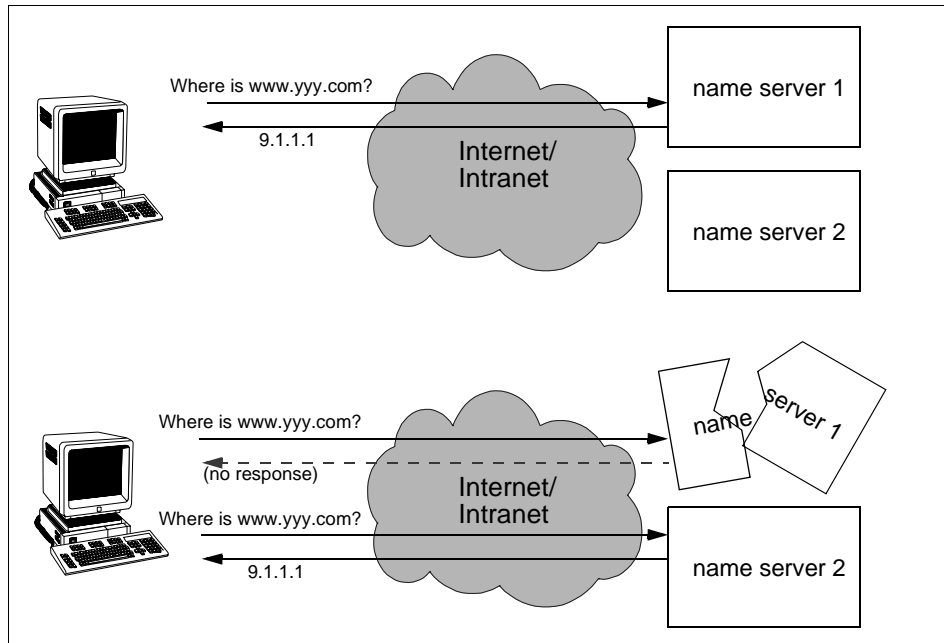 Where is www.yyy.com?
name server 1
9.1.1.1
Internet/
Intranet
name server 2
Where is www.yyy.com?
name
server 1
(no response)
Internet/
Intranet
Where is www.yyy.com?
9.1.1.1
name server 2